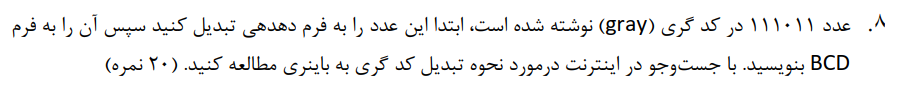 ۸. عدد ۱۱۱۰۱۱ در کد گری (gray) نوشته شده است، ابتدا این عدد را به فرم دهدهی تبدیل کنید سپس آن را به فرم
BCD بنویسید. با جست‌وجو در اینترنت درمورد نحوه تبدیل کد گری به باینری مطالعه کنید. (۲۰ نمره)